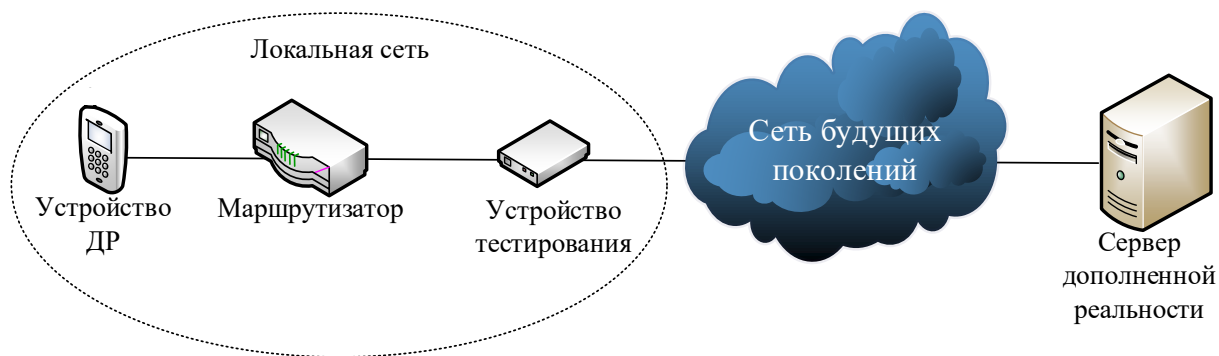 Локальная сеть
Устройство
ДР
Маршрутизатор
Устройство
тестирования
Сеть будущих
поколений
Сервер
дополненной
реальности